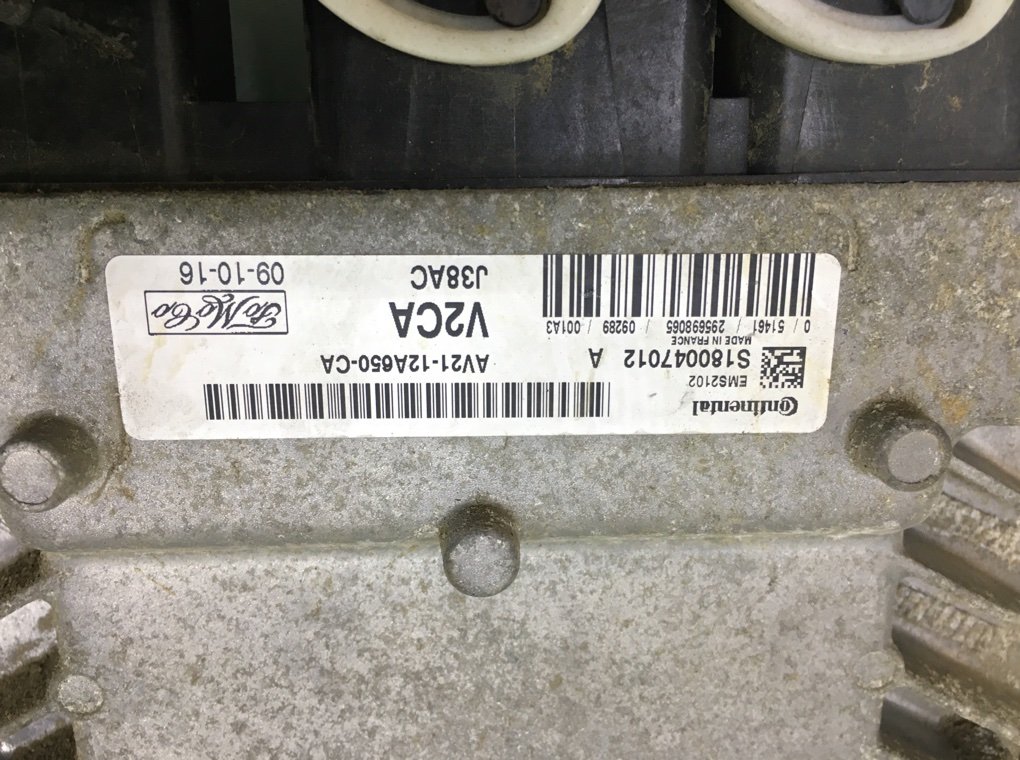 Continental
EMS2102
S180047012 A
MADE IN FRANCE
0 / 51461 / 295698065 / 09289 / 001A3
AV21-12A650-CA
V2CA
J38AC
FoMoCo
09-10-16